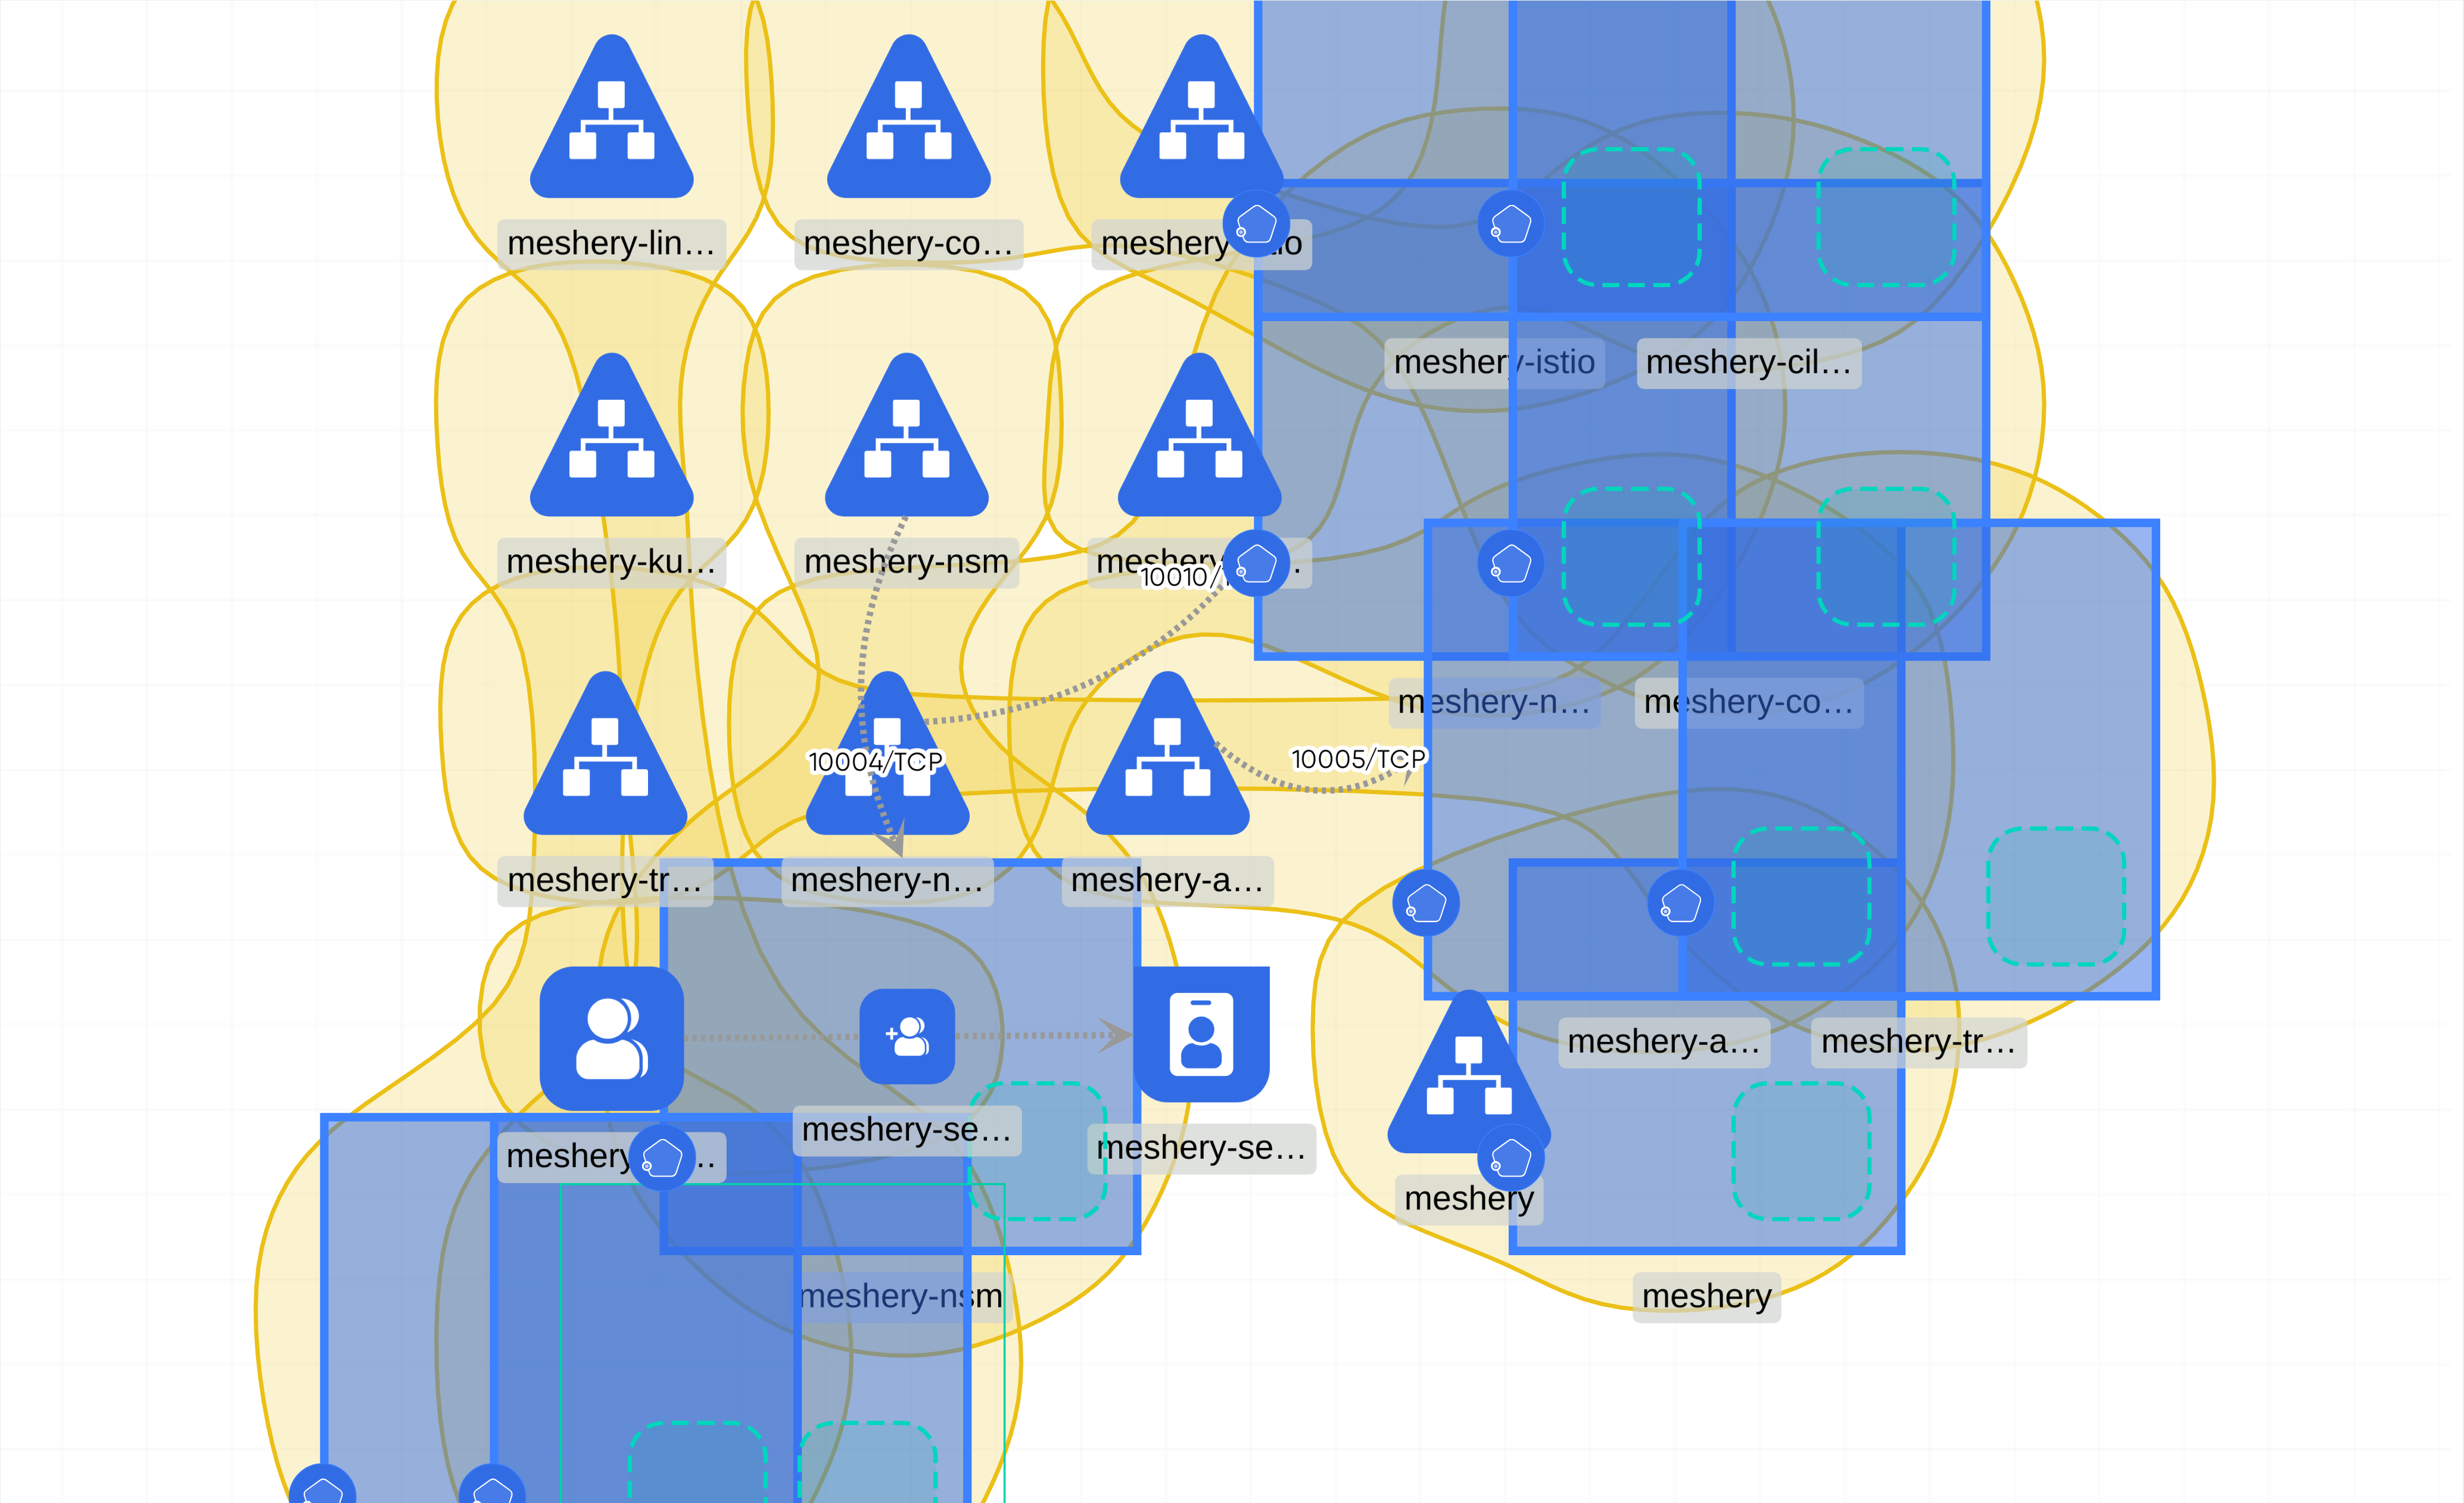 meshery-lin…
meshery-co…
meshery
io
meshery-istio
meshery-cil…
meshery-ku…
meshery-nsm
meshery
10010/
meshery-n…
meshery-co…
10004/TCP
10005/TCP
meshery-tr…
meshery-n…
meshery-a…
meshery-a…
meshery-tr…
meshery-se…
meshery
meshery-se…
meshery
meshery-nsm
meshery